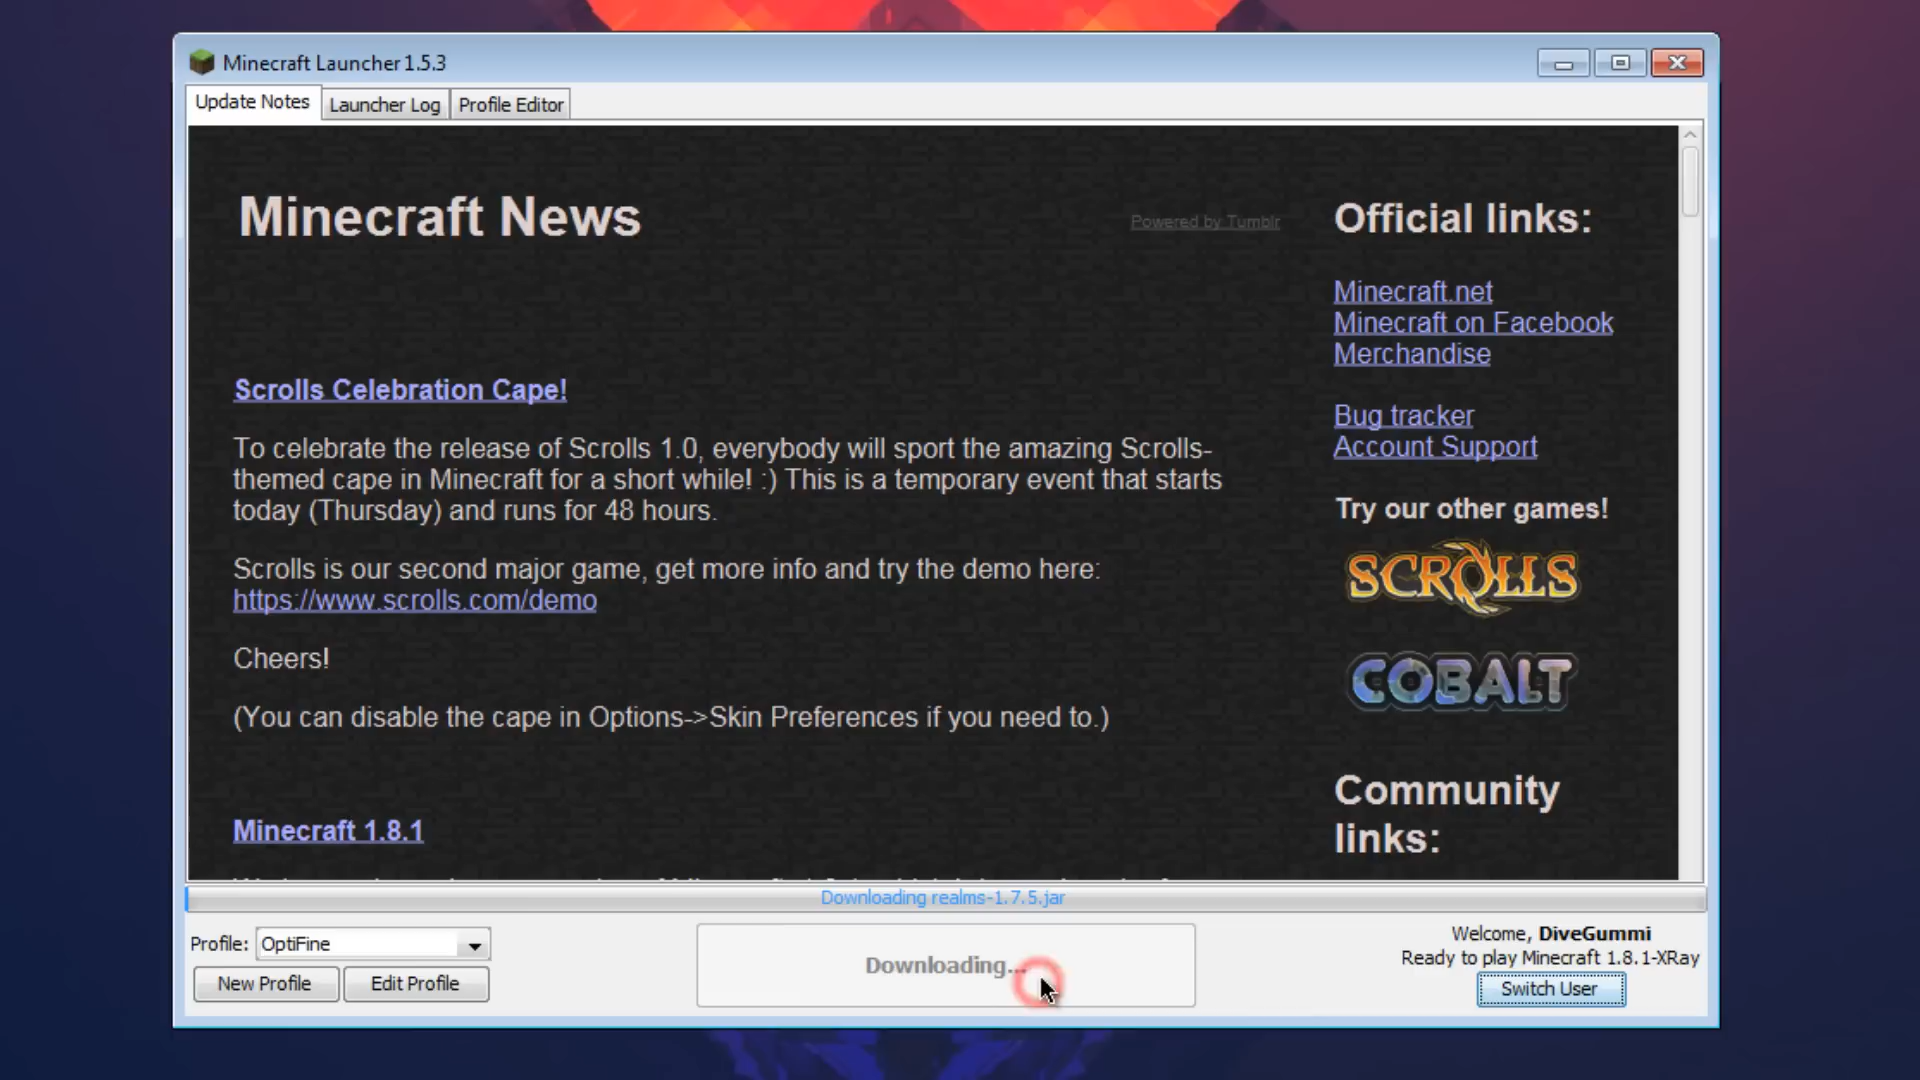 Minecraft Launcher 1.5.3
Update Notes
Launcher Log
Profile Editor
Minecraft News
Powered by Tumblr
Scrolls Celebration Cape!
To celebrate the release of Scrolls 1.0, everybody will sport the amazing Scrolls-
themed cape in Minecraft for a short while! :) This is a temporary event that starts
today (Thursday) and runs for 48 hours.
Scrolls is our second major game, get more info and try the demo here:
https://www.scrolls.com/demo
Cheers!
(You can disable the cape in Options->Skin Preferences if you need to.)
Minecraft 1.8.1
Official links:
Minecraft.net
Minecraft on Facebook
Merchandise
Bug tracker
Account Support
Try our other games!
SCROLLS
COBALT
Community
links:
Downloading realms-1.7.5.jar
Profile: OptiFine
New Profile
Edit Profile
Downloading...
Welcome, DiveGummi
Ready to play Minecraft 1.8.1-XRay
Switch User